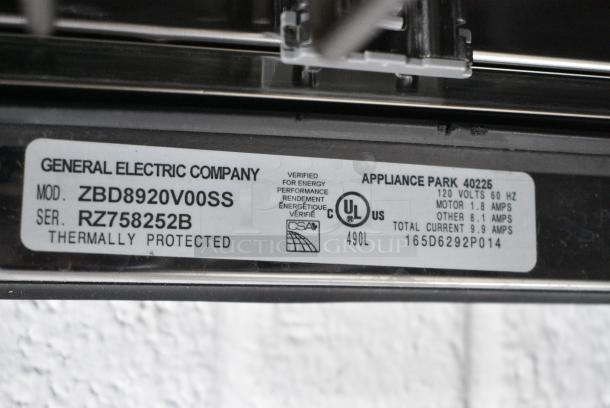 GENERAL ELECTRIC COMPANY
MOD. ZBD8920V00SS
SER. RZ758252B
THERMALLY PROTECTED
VERIFIED
FOR ENERGY
PERFORMANCE
RENDEMENT
ÉNERGÉTIQUE
VÉRIFIÉ
CSA
C UL US
490L
APPLIANCE PARK 40225
120 VOLTS 60 HZ
MOTOR 1.8 AMPS
OTHER 8.1 AMPS
TOTAL CURRENT 9.9 AMPS
165D6292P014
AUCTION GROUP